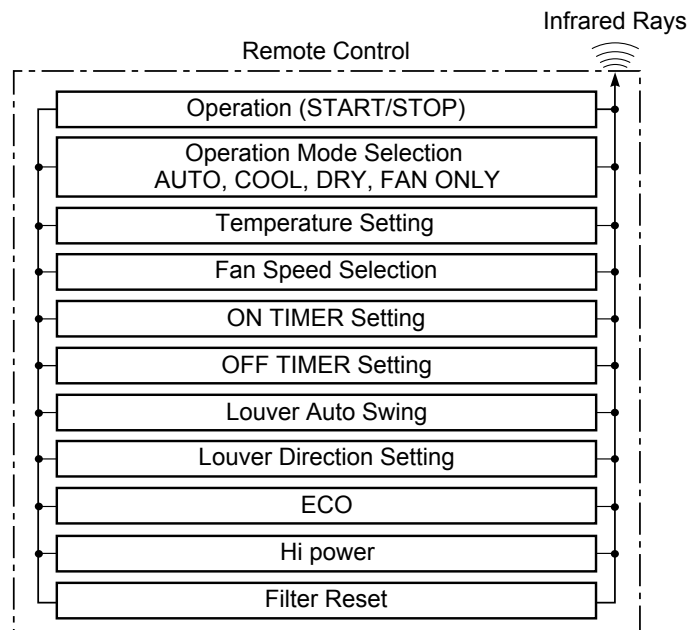 Infrared Rays
Remote Control
Operation (START/STOP)
Operation Mode Selection
AUTO, COOL, DRY, FAN ONLY
Temperature Setting
Fan Speed Selection
ON TIMER Setting
OFF TIMER Setting
Louver Auto Swing
Louver Direction Setting
ECO
Hi power
Filter Reset